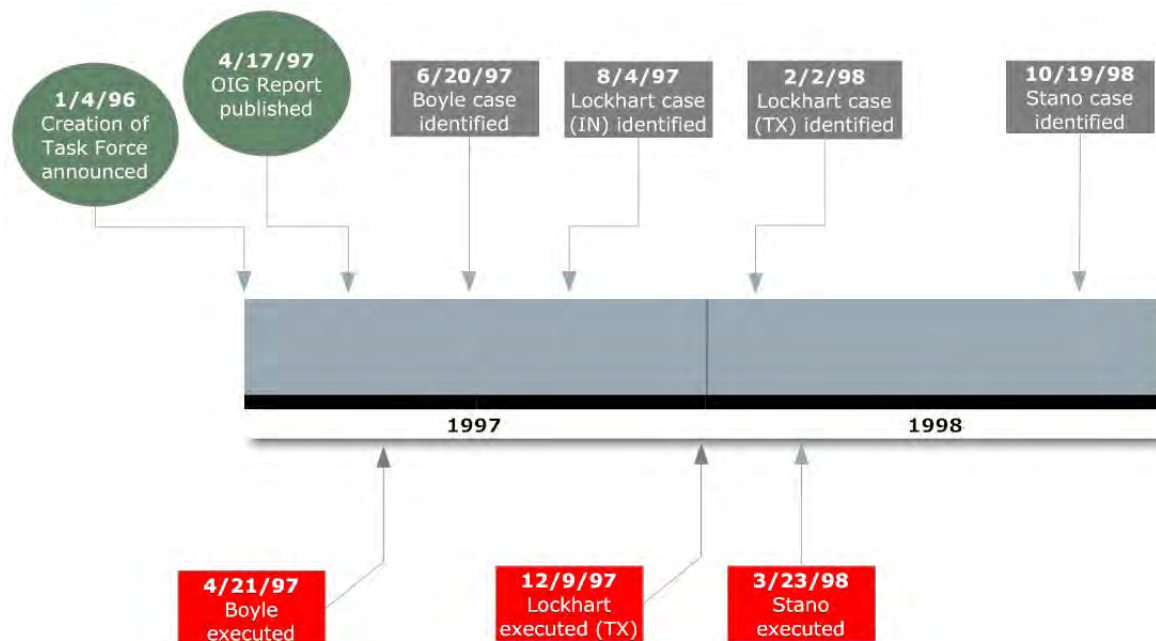 1/4/96
Creation of
Task Force
announced
4/17/97
OIG Report
published
6/20/97
Boyle case
identified
8/4/97
Lockhart case
(IN) identified
2/2/98
Lockhart case
(TX) identified
10/19/98
Stano case
identified
1997
1998
4/21/97
Boyle
executed
12/9/97
Lockhart
executed (TX)
3/23/98
Stano
executed